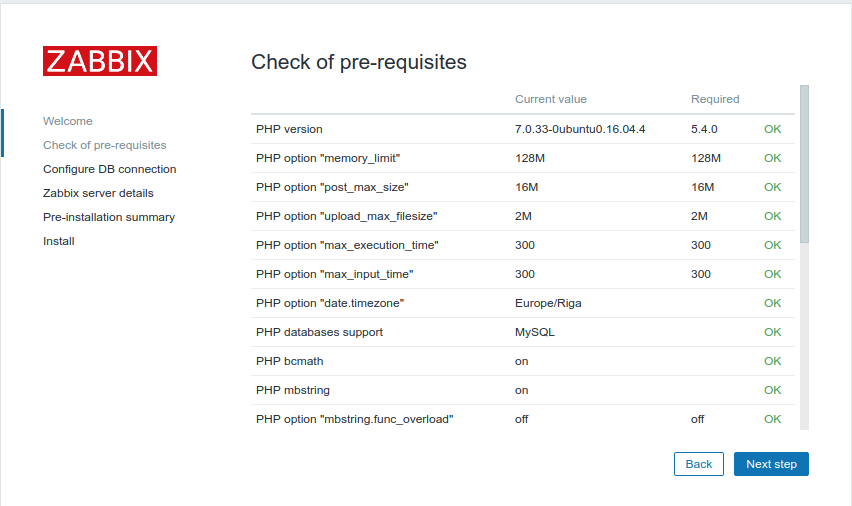 ZABBIX
Welcome
Check of pre-requisites
Configure DB connection
Zabbix server details
Pre-installation summary
Install
Check of pre-requisites
Current value Required
PHP version 7.0.33-0ubuntu0.16.04.4 5.4.0 OK
PHP option "memory_limit" 128M 128M OK
PHP option "post_max_size" 16M 16M OK
PHP option "upload_max_filesize" 2M 2M OK
PHP option "max_execution_time" 300 300 OK
PHP option "max_input_time" 300 300 OK
PHP option "date.timezone" Europe/Riga OK
PHP databases support MySQL OK
PHP bcmath on OK
PHP mbstring on OK
PHP option "mbstring.func_overload" off off OK
Back Next step